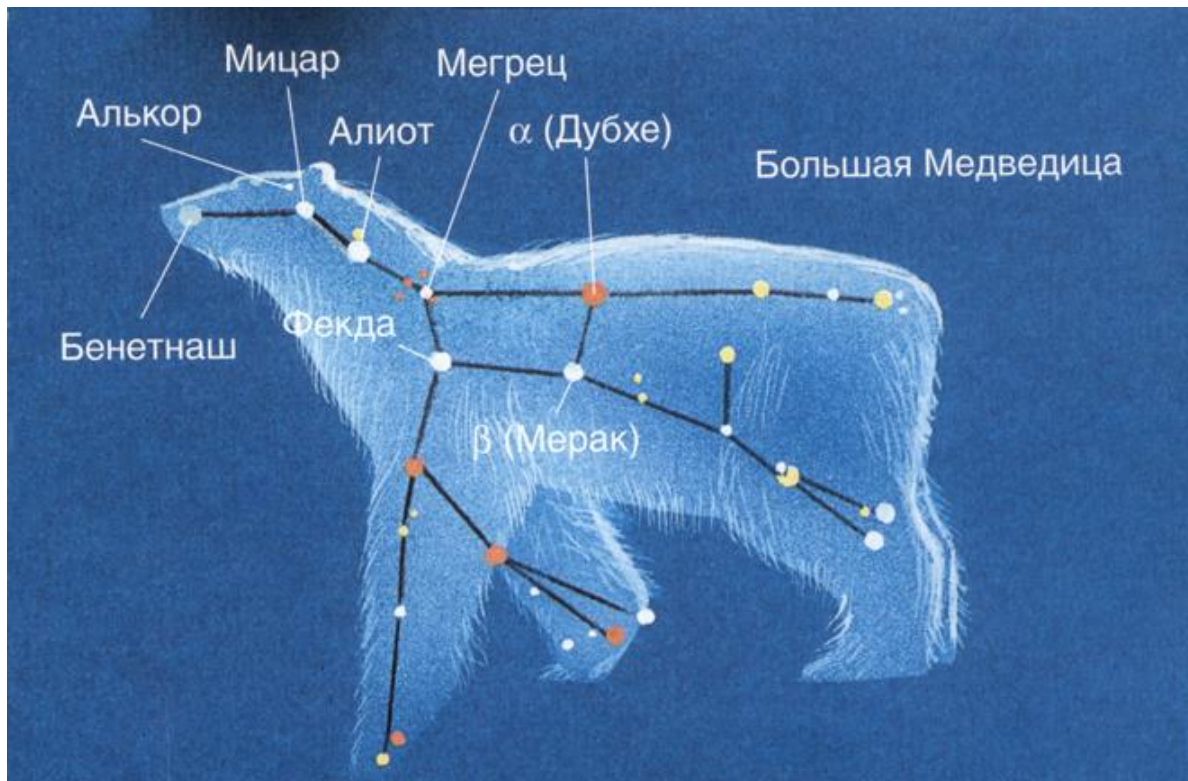 Мицар
Мегрец
Алькор
Алиот
α (Дубхе)
Большая Медведица
Фекда
Бенетнаш
β (Мерак)